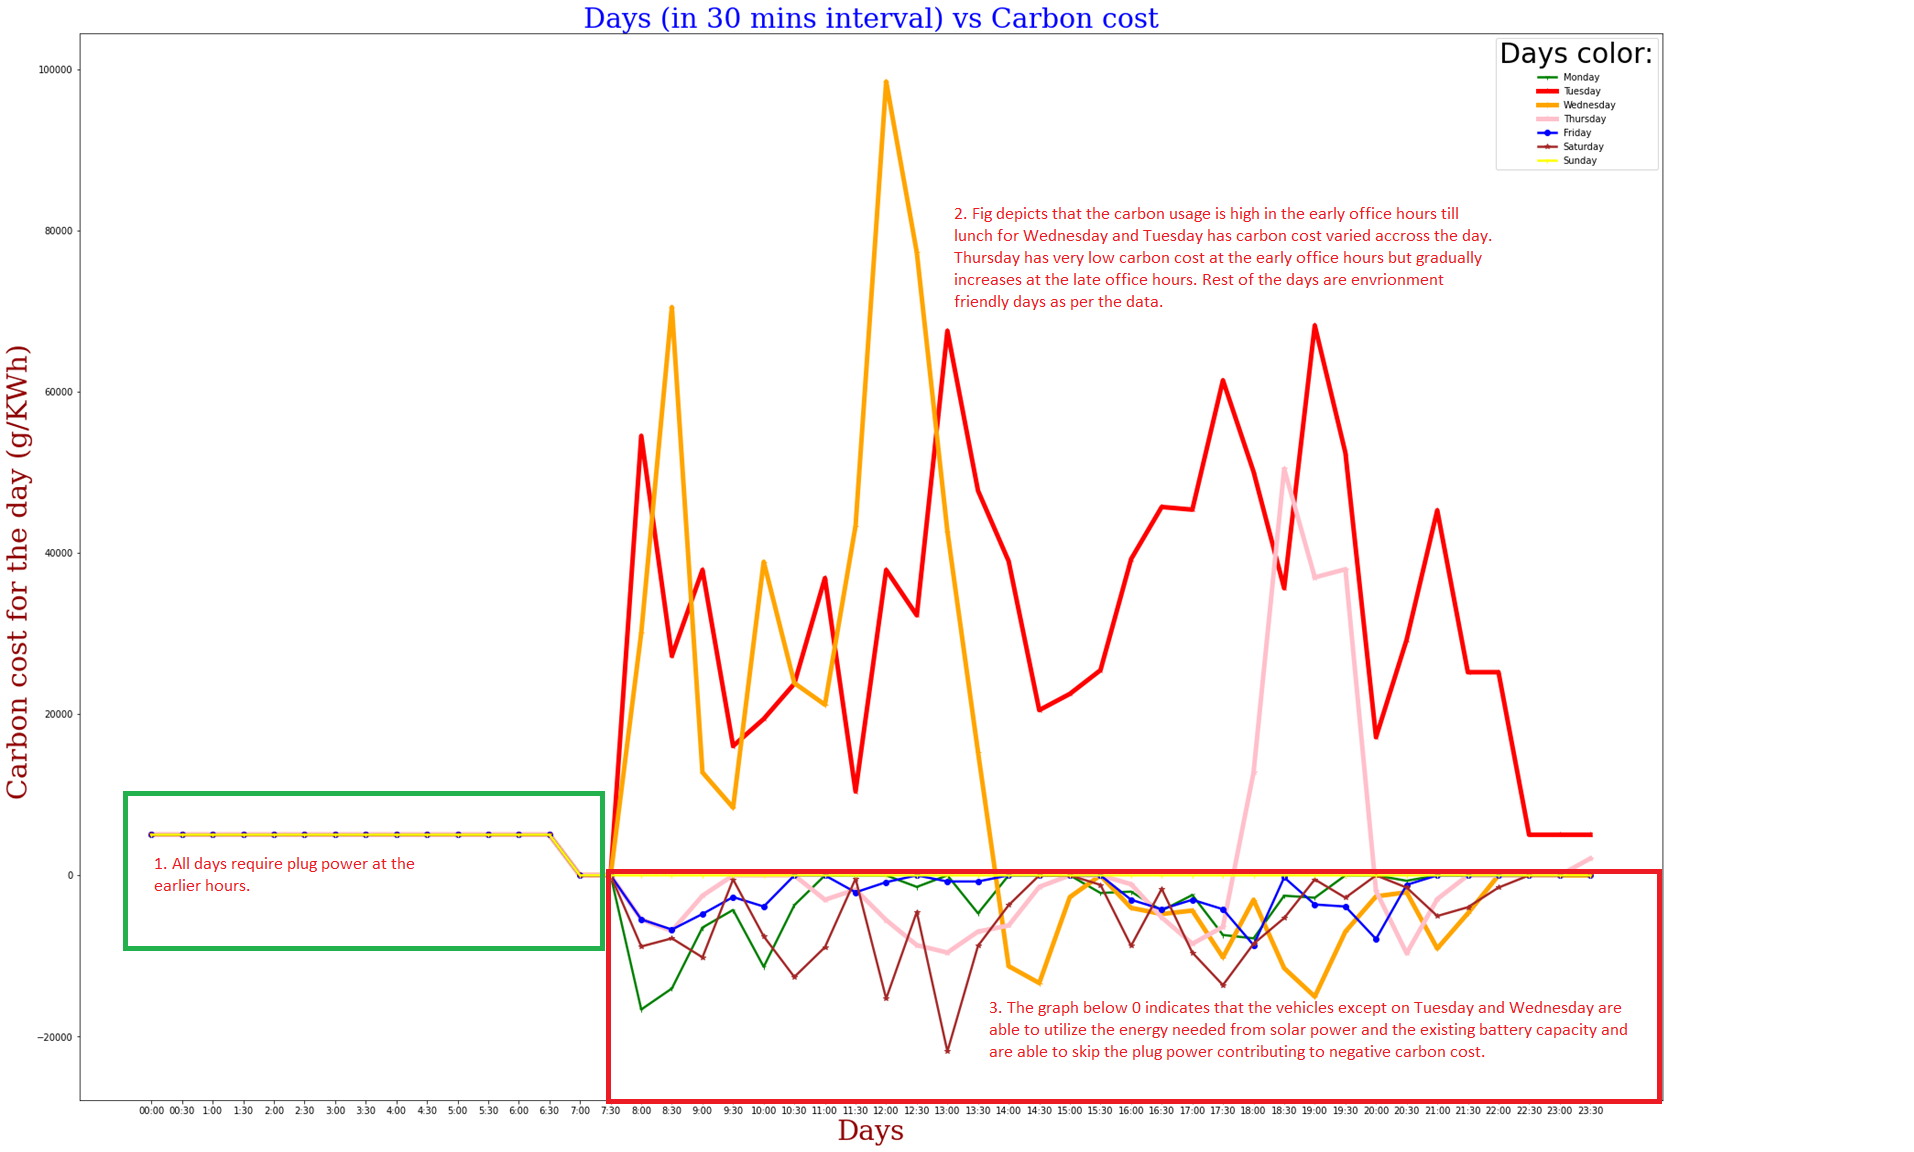 Days (in 30 mins interval) vs Carbon cost
Days color:
Monday
Tuesday
Wednesday
Thursday
Friday
Saturday
Sunday
Carbon cost for the day (g/KWh)
100000
80000
60000
40000
20000
0
−20000
2. Fig depicts that the carbon usage is high in the early office hours till
lunch for Wednesday and Tuesday has carbon cost varied accross the day.
Thursday has very low carbon cost at the early office hours but gradually
increases at the late office hours. Rest of the days are envrionment
friendly days as per the data.
1. All days require plug power at the
earlier hours.
3. The graph below 0 indicates that the vehicles except on Tuesday and Wednesday are
able to utilize the energy needed from solar power and the existing battery capacity and
are able to skip the plug power contributing to negative carbon cost.
00:00 00:30 1:00 1:30 2:00 2:30 3:00 3:30 4:00 4:30 5:00 5:30 6:00 6:30 7:00 7:30 8:00 8:30 9:00 9:30 10:00 10:30 11:00 11:30 12:00 12:30 13:00 13:30 14:00 14:30 15:00 15:30 16:00 16:30 17:00 17:30 18:00 18:30 19:00 19:30 20:00 20:30 21:00 21:30 22:00 22:30 23:00 23:30
Days